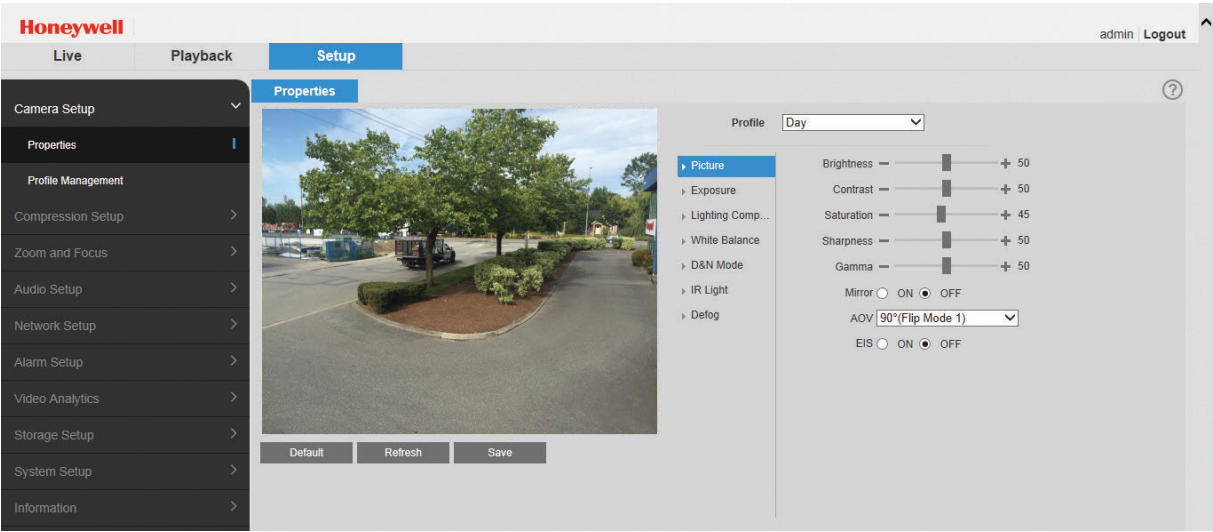 Honeywell
admin Logout
Live Playback Setup
Camera Setup
Properties
Profile Management
Compression Setup
Zoom and Focus
Audio Setup
Network Setup
Alarm Setup
Video Analytics
Storage Setup
System Setup
Information
Properties
?
Default Refresh Save
Profile Day
Picture
Exposure
Lighting Comp...
White Balance
D&N Mode
IR Light
Defog
Brightness 50
Contrast 50
Saturation 45
Sharpness 50
Gamma 50
Mirror ON OFF
AOV 90°(Flip Mode 1)
EIS ON OFF